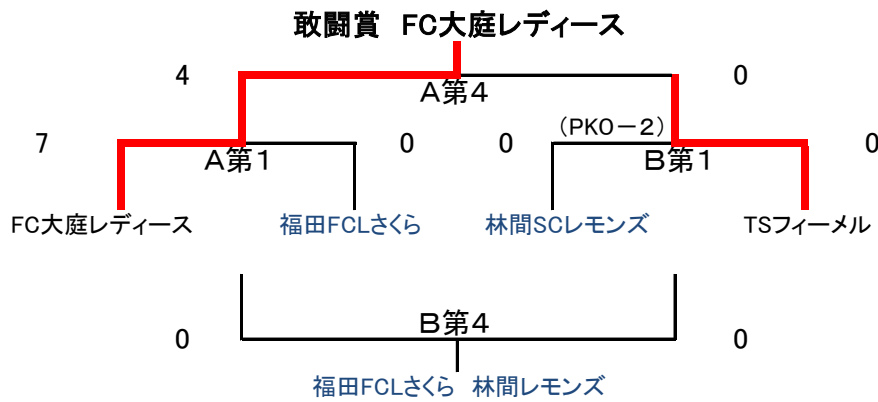 敢闘賞 FC大庭レディース
4 A第4 0
7 A第1 0 0 (PK0-2) B第1 0
FC大庭レディース 福田FCLさくら 林間SCレモンズ TSフィーメル
0 B第4 0
福田FCLさくら 林間レモンズ